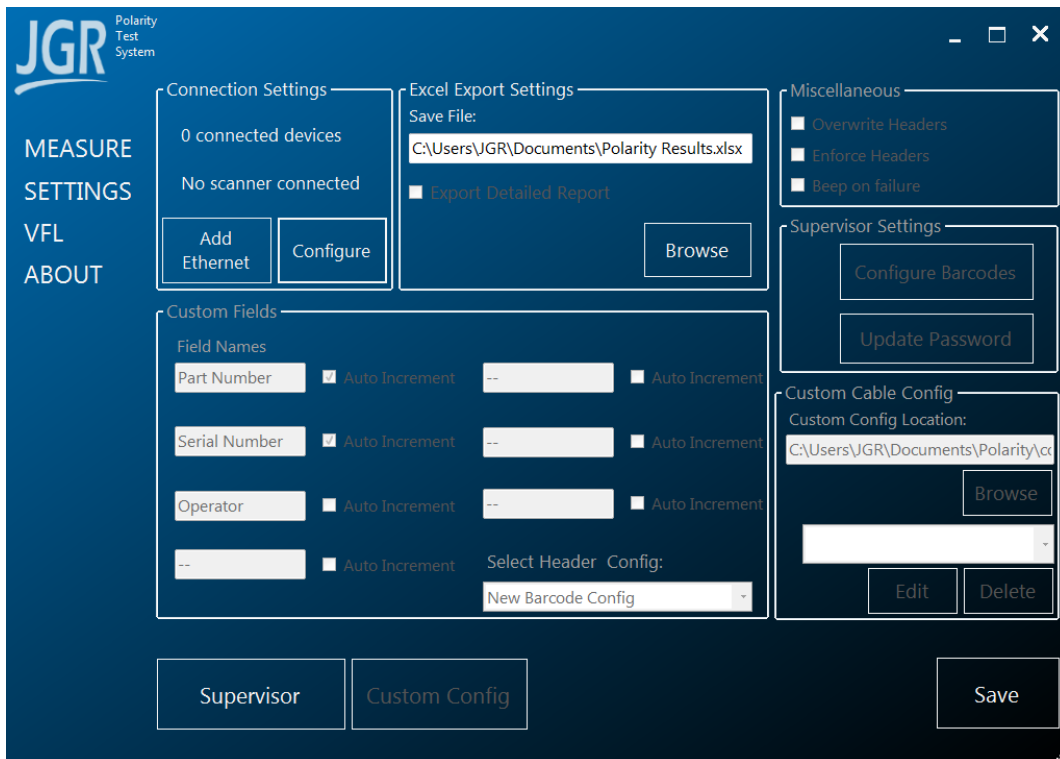 JGR
Polarity
Test
System
MEASURE
SETTINGS
VFL
ABOUT
Connection Settings
0 connected devices
No scanner connected
Add
Ethernet
Configure
Excel Export Settings
Save File:
C:\Users\JGR\Documents\Polarity Results.xlsx
Export Detailed Report
Browse
Miscellaneous
Overwrite Headers
Enforce Headers
Beep on failure
Supervisor Settings
Configure Barcodes
Update Password
Custom Fields
Field Names
Part Number Auto Increment -- Auto Increment
Serial Number Auto Increment -- Auto Increment
Operator Auto Increment -- Auto Increment
-- Auto Increment
Select Header Config:
New Barcode Config
Custom Cable Config
Custom Config Location:
C:\Users\JGR\Documents\Polarity\co
Browse
Edit Delete
Supervisor
Custom Config
Save